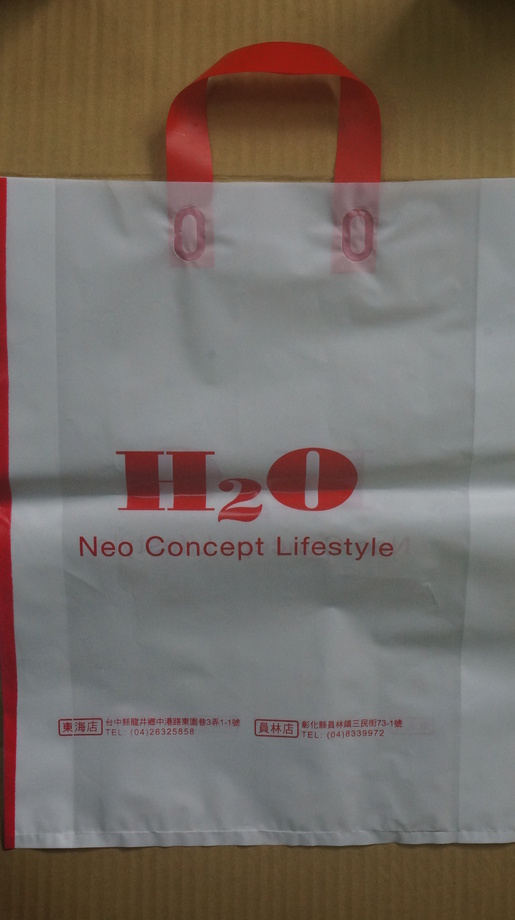 H2O
Neo Concept Lifestyle
東海店 台中縣龍井鄉中港路東園巷3弄1-1號
TEL: (04)26325858
員林店 彰化縣員林鎮三民街73-1號
TEL: (04)8339972